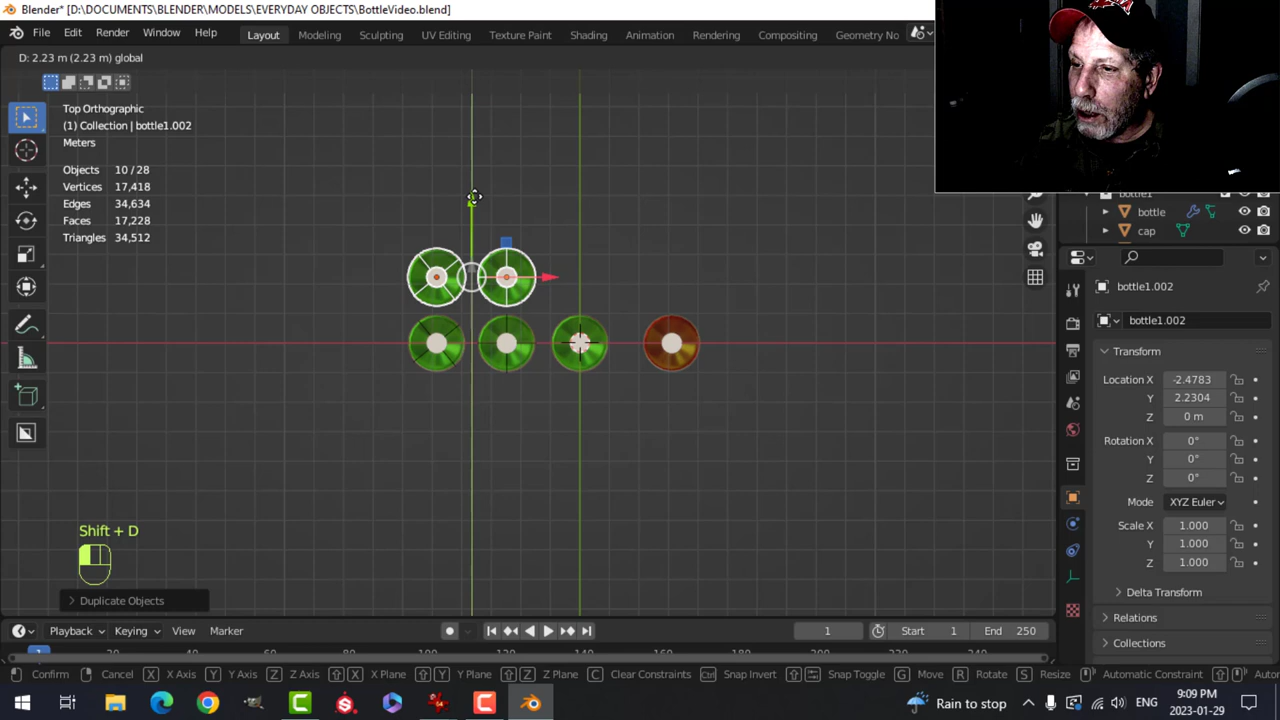 Blender* [D:\DOCUMENTS\BLENDER\MODELS\EVERYDAY OBJECTS\BottleVideo.blend]
File Edit Render Window Help Layout Modeling Sculpting UV Editing Texture Paint Shading Animation Rendering Compositing Geometry No
D: 2.23 m (2.23 m) global
Top Orthographic
(1) Collection | bottle1.002
Meters
Objects 10 / 28
Vertices 17,418
Edges 34,634
Faces 17,228
Triangles 34,512
bottle1
bottle
cap
bottle1.002
bottle1.002
Transform
Location X -2.4783
Y 2.2304
Z 0 m
Rotation X 0°
Y 0°
Z 0°
Mode XYZ Euler
Scale X 1.000
Y 1.000
Z 1.000
Delta Transform
Relations
Collections
Shift + D
Duplicate Objects
Playback Keying View Marker 1 Start 1 End 250
1
Confirm Cancel X X Axis Y Y Axis Z Z Axis X X Plane Y Y Plane Z Z Plane C Clear Constraints Ctrl Snap Invert Snap Toggle G Move R Rotate S Resize Automatic Constraint
Rain to stop ENG 9:09 PM
2023-01-29